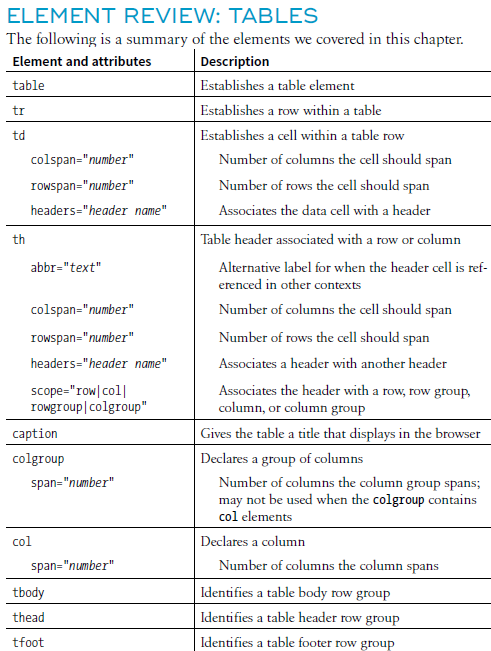 ELEMENT REVIEW: TABLES
The following is a summary of the elements we covered in this chapter.
Element and attributes Description
table Establishes a table element
tr Establishes a row within a table
td Establishes a cell within a table row
colspan="number" Number of columns the cell should span
rowspan="number" Number of rows the cell should span
headers="header name" Associates the data cell with a header
th Table header associated with a row or column
abbr="text" Alternative label for when the header cell is ref-
erenced in other contexts
colspan="number" Number of columns the cell should span
rowspan="number" Number of rows the cell should span
headers="header name" Associates a header with another header
scope="row|col| Associates the header with a row, row group,
rowgroup|colgroup" column, or column group
caption Gives the table a title that displays in the browser
colgroup Declares a group of columns
span="number" Number of columns the column group spans;
may not be used when the colgroup contains
col elements
col Declares a column
span="number" Number of columns the column spans
tbody Identifies a table body row group
thead Identifies a table header row group
tfoot Identifies a table footer row group